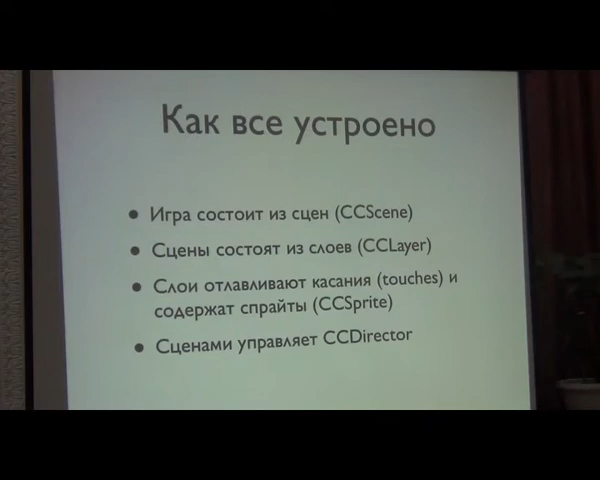 Как все устроено
• Игра состоит из сцен (CCScene)
• Сцены состоят из слоев (CCLayer)
• Слои отлавливают касания (touches) и
содержат спрайты (CCSprite)
• Сценами управляет CCDirector